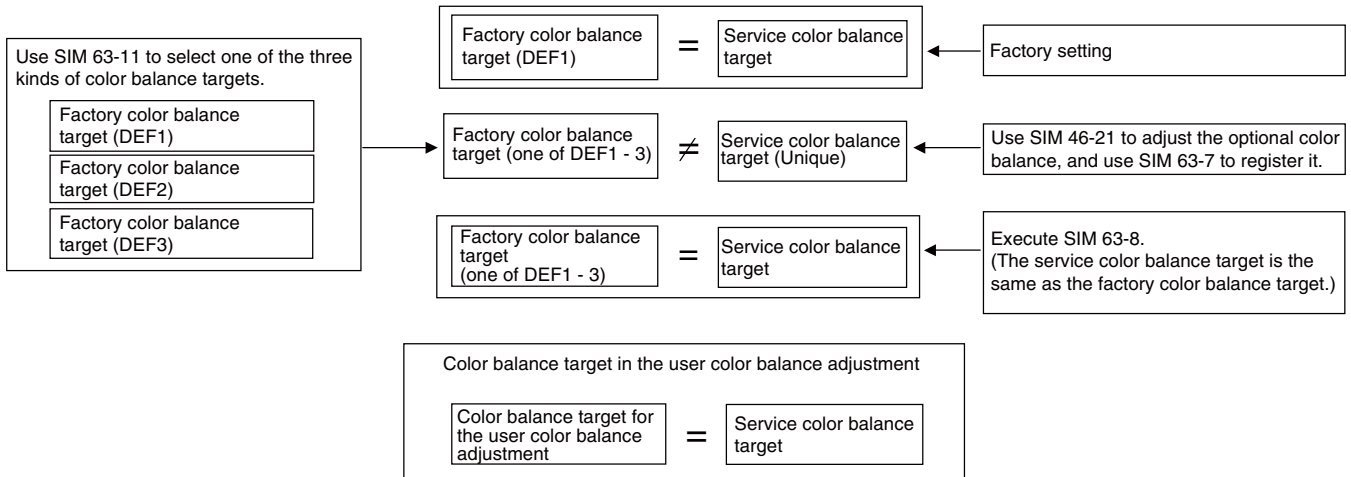 Use SIM 63-11 to select one of the three
kinds of color balance targets.
Factory color balance
target (DEF1)
Factory color balance
target (DEF2)
Factory color balance
target (DEF3)
Factory color balance
target (DEF1)
=
Service color balance
target
Factory setting
Factory color balance
target (one of DEF1 - 3)
≠
Service color balance
target (Unique)
Use SIM 46-21 to adjust the optional color
balance, and use SIM 63-7 to register it.
Factory color balance
target
(one of DEF1 - 3)
=
Service color balance
target
Execute SIM 63-8.
(The service color balance target is the
same as the factory color balance target.)
Color balance target in the user color balance adjustment
Color balance target for
the user color balance
adjustment
=
Service color balance
target